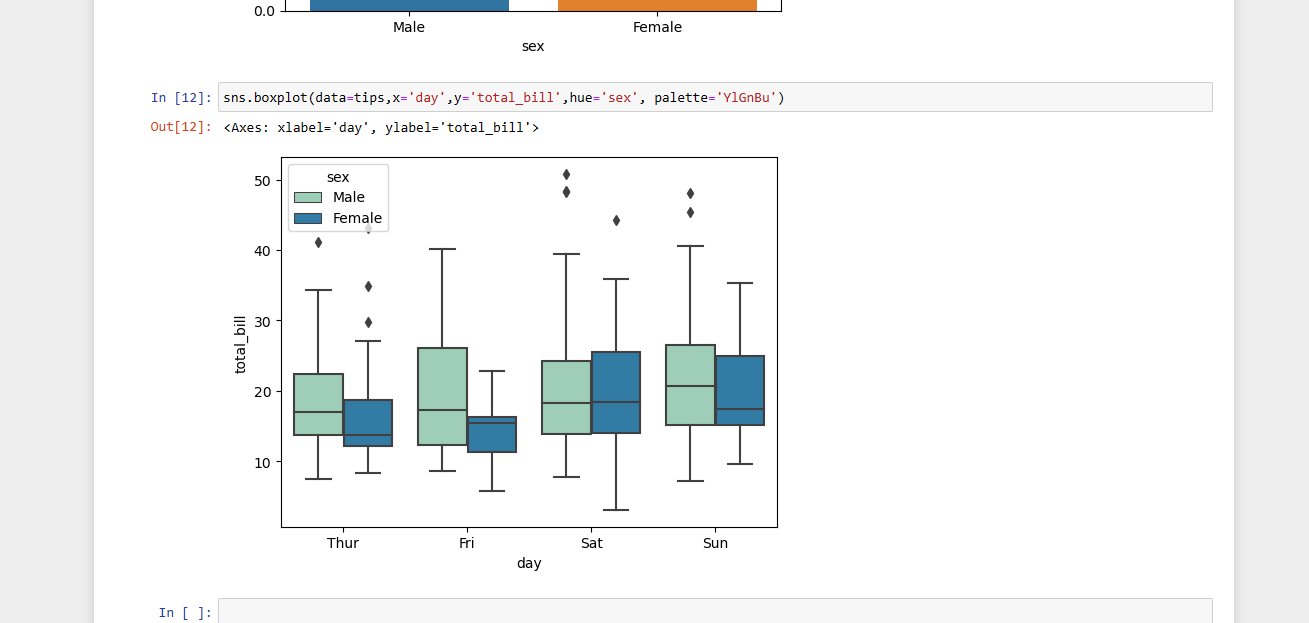 0.0
Male Female
sex
In [12]: sns.boxplot(data=tips,x='day',y='total_bill',hue='sex', palette='YlGnBu')
Out[12]: <Axes: xlabel='day', ylabel='total_bill'>
sex
Male
Female
50
40
30
20
10
total_bill
Thur Fri Sat Sun
day
In [ ]: